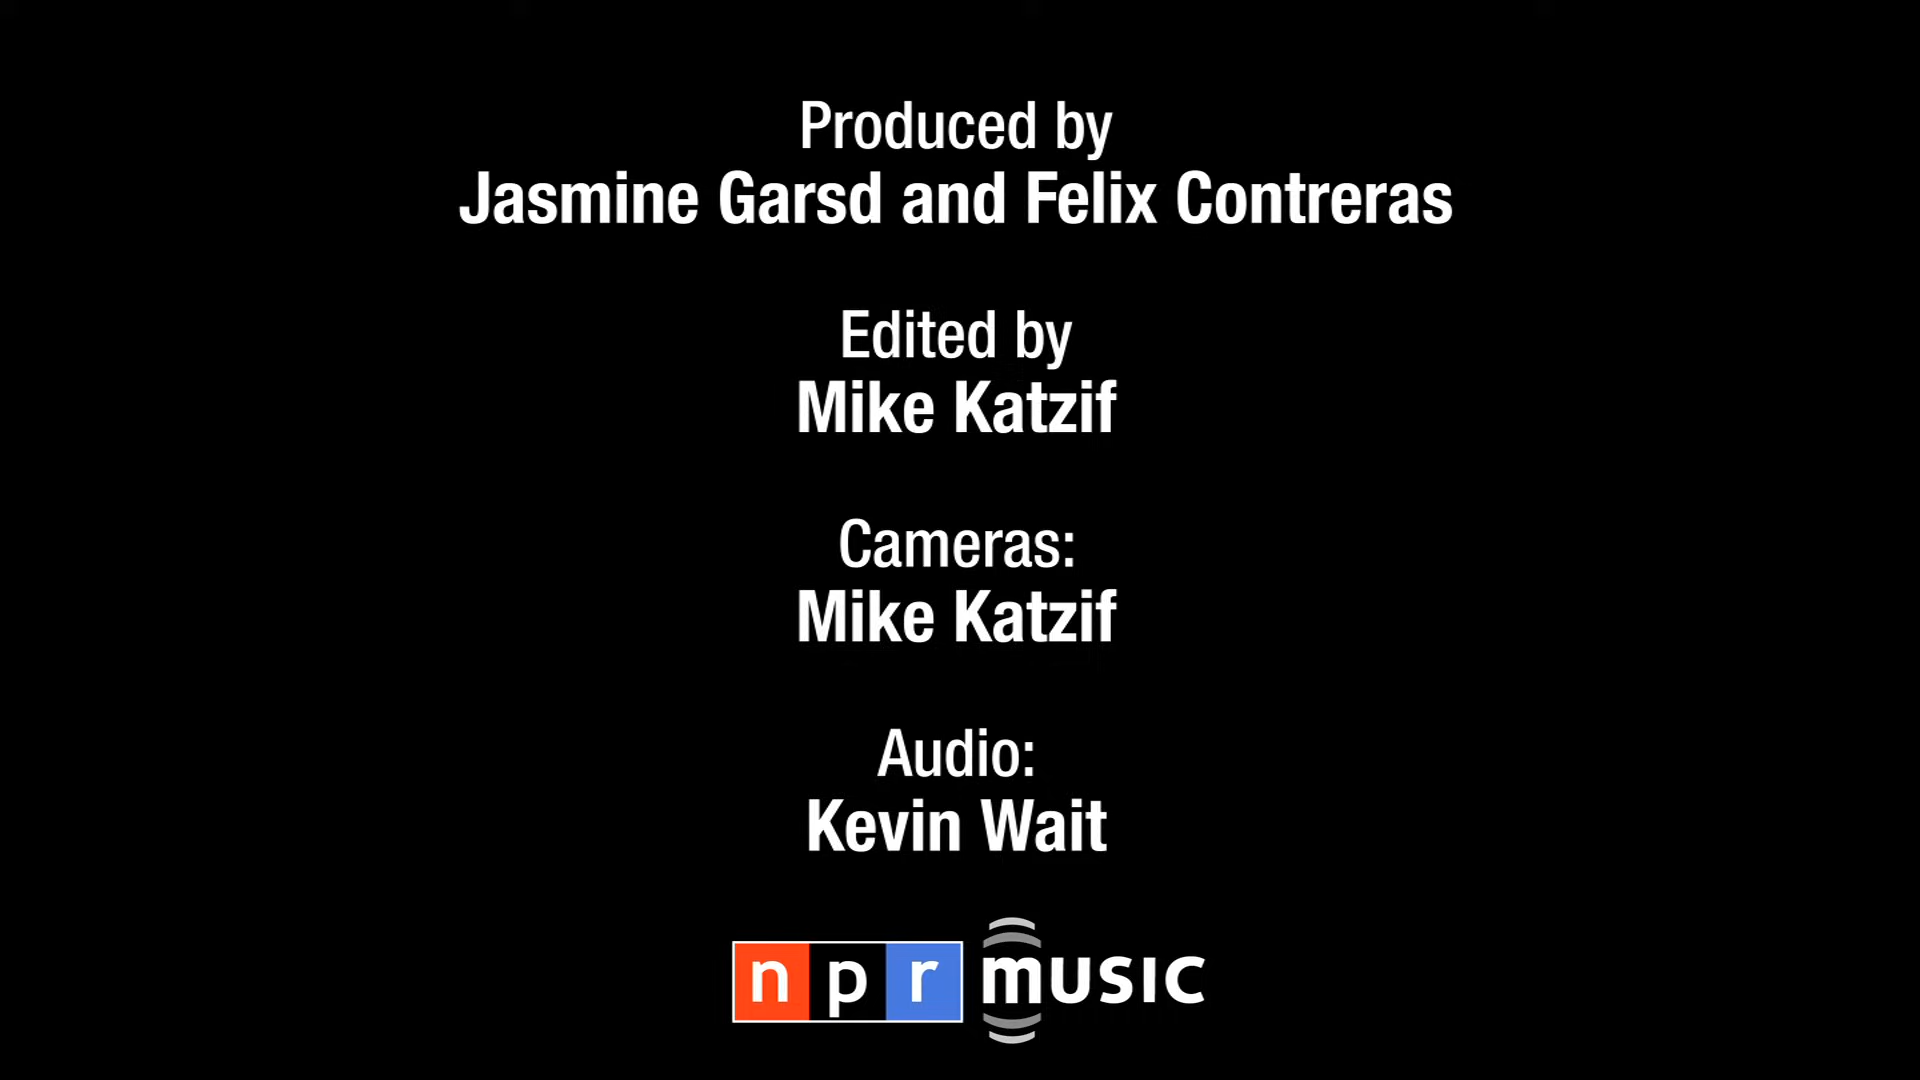 Produced by
Jasmine Garsd and Felix Contreras
Edited by
Mike Katzif
Cameras:
Mike Katzif
Audio:
Kevin Wait
npr music